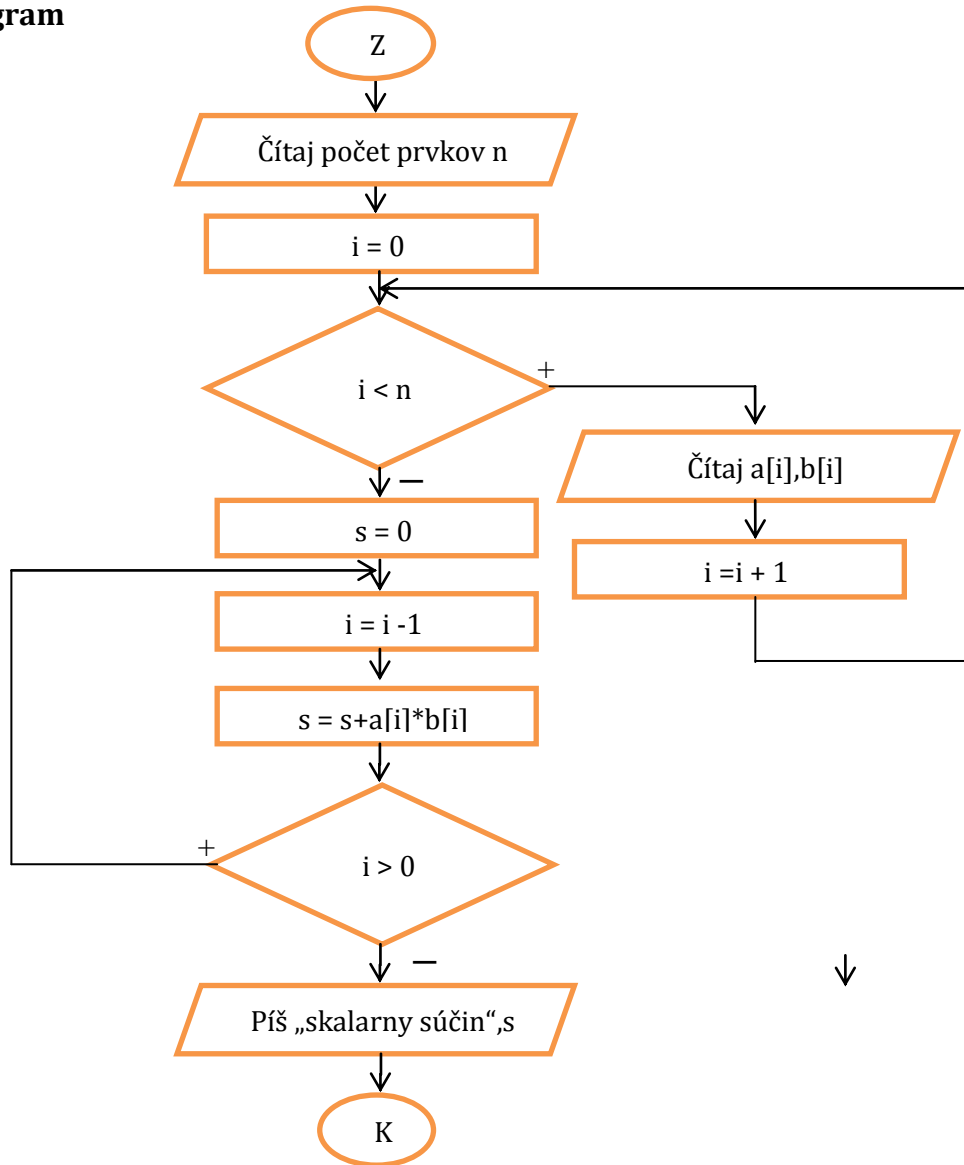 gram
Z
Čítaj počet prvkov n
i = 0
i < n
+
Čítaj a[i],b[i]
i =i + 1
–
s = 0
i = i -1
s = s+a[i]*b[i]
i > 0
+
–
Píš „skalarny súčin“,s
K